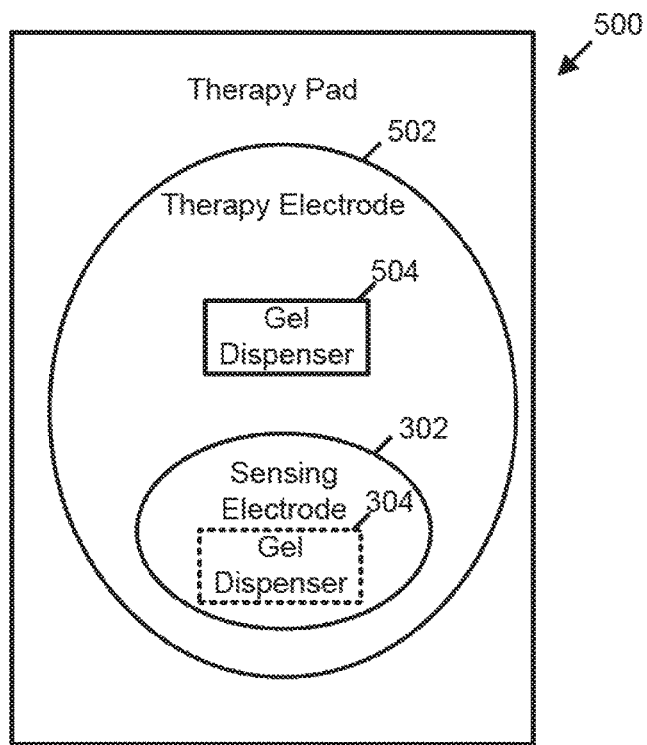 500
Therapy Pad
502
Therapy Electrode
504
Gel
Dispenser
302
Sensing
Electrode
304
Gel
Dispenser